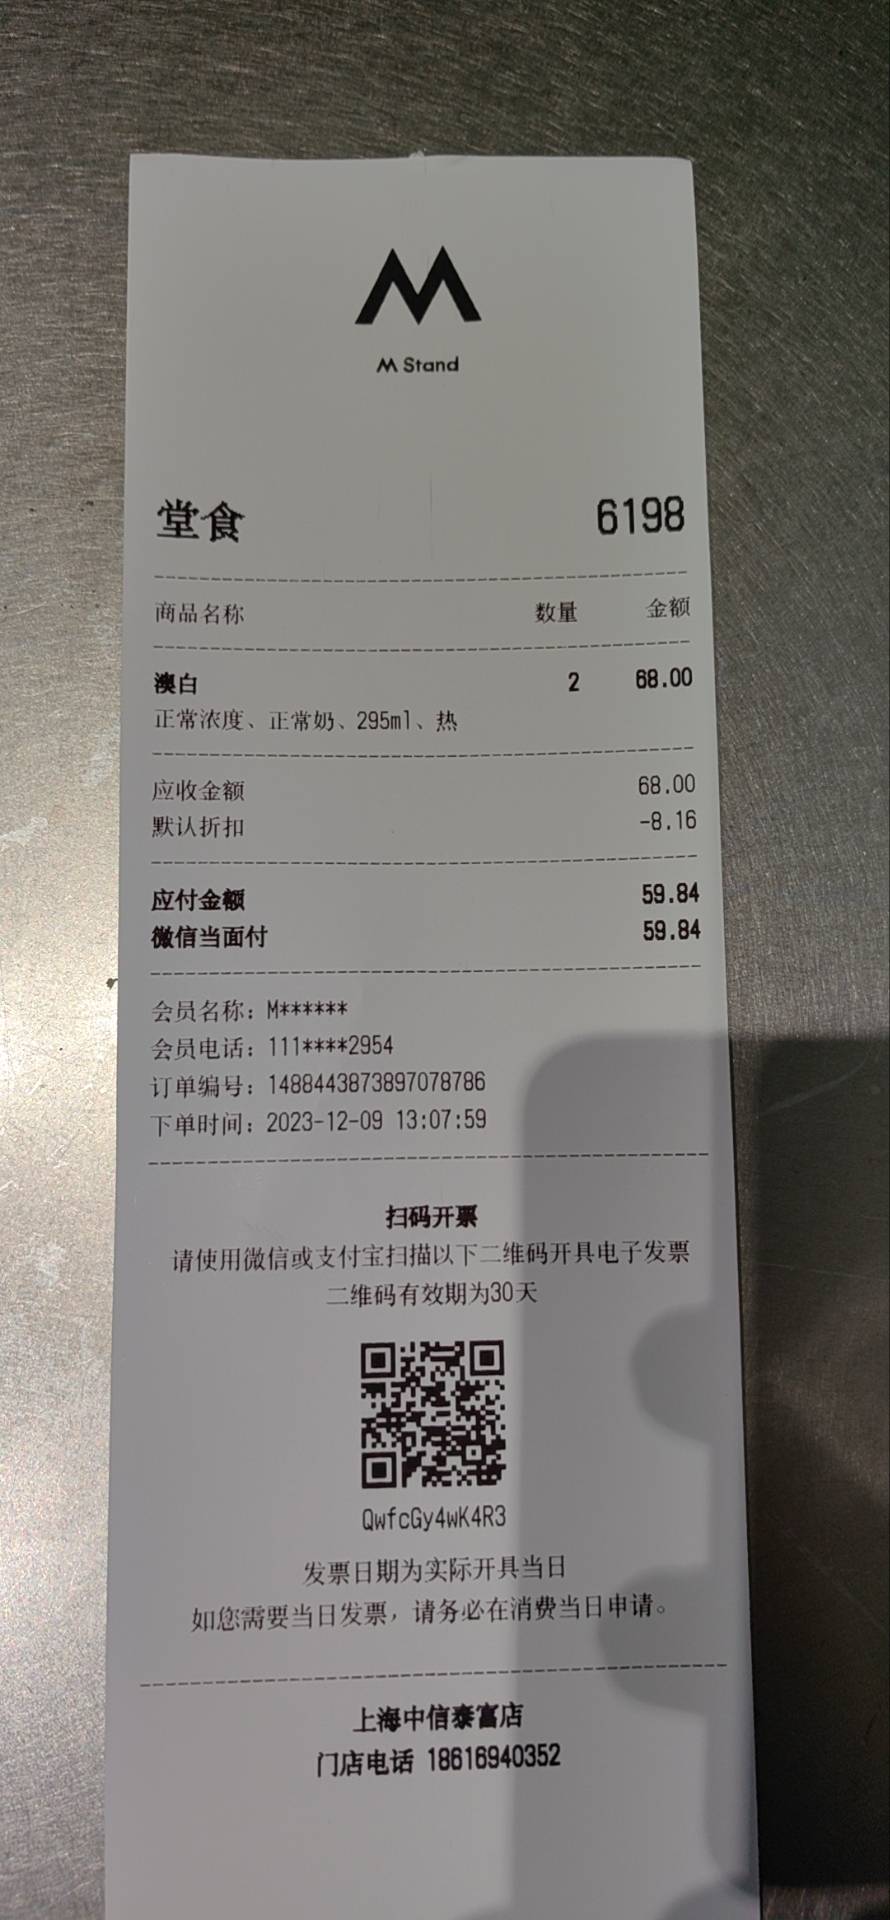 M Stand
堂食 6198
商品名称 数量 金额
澳白 2 68.00
正常浓度、正常奶、295ml、热
应收金额 68.00
默认折扣 -8.16
应付金额 59.84
微信当面付 59.84
会员名称：M******
会员电话：111****2954
订单编号：1488443873897078786
下单时间：2023-12-09 13:07:59
扫码开票
请使用微信或支付宝扫描以下二维码开具电子发票
二维码有效期为30天
QwfcGy4wK4R3
发票日期为实际开具当日
如您需要当日发票，请务必在消费当日申请。
上海中信泰富店
门店电话 18616940352